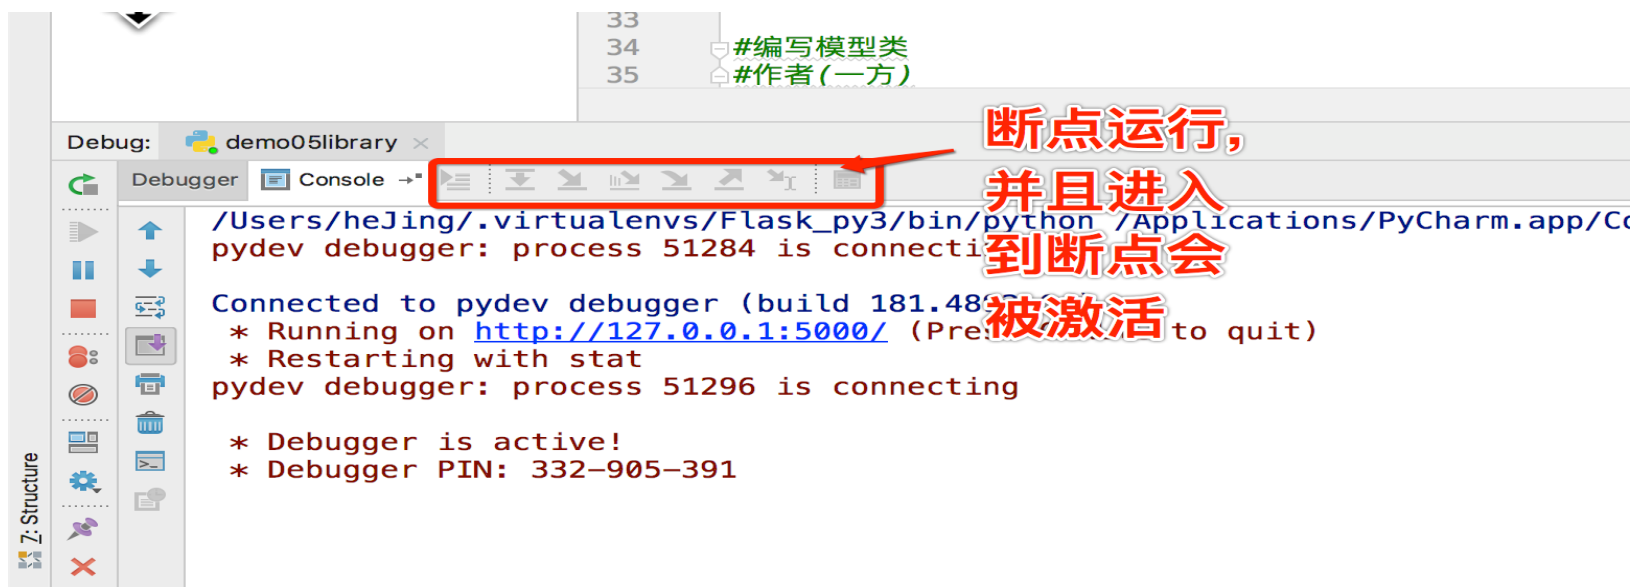 33
34 #编写模型类
35 #作者(一方)
断点运行,
并且进入
到断点会
被激活
Debug: demo05library
Debugger Console
/Users/heJing/.virtualenvs/Flask_py3/bin/python /Applications/PyCharm.app/Co
pydev debugger: process 51284 is connecti
Connected to pydev debugger (build 181.48
* Running on http://127.0.0.1:5000/ (Pre to quit)
* Restarting with stat
pydev debugger: process 51296 is connecting
* Debugger is active!
* Debugger PIN: 332-905-391
7: Structure